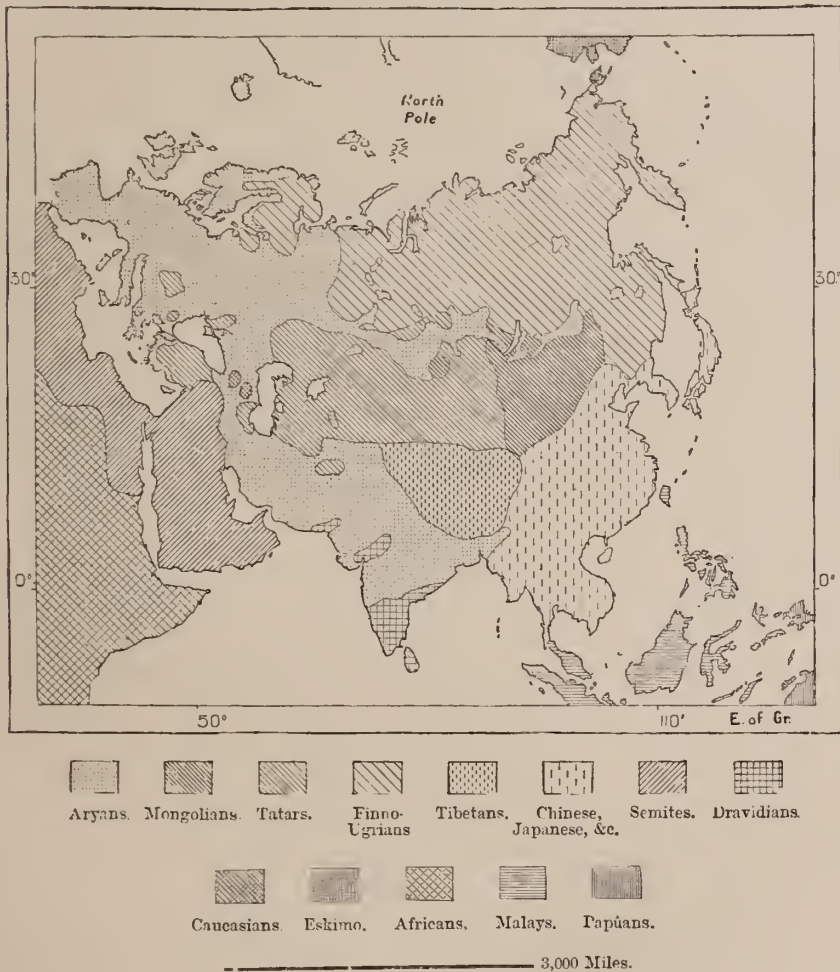 North
Pole
30°
30°
0°
0°
50°
110'
E. of Gr.
Aryans. Mongolians. Tatars. Finno-
Ugrians
Tibetans. Chinese,
Japanese, &c.
Semites. Dravidians.
Caucasians. Eskimo. Africans. Malays. Papûans.
3,000 Miles.